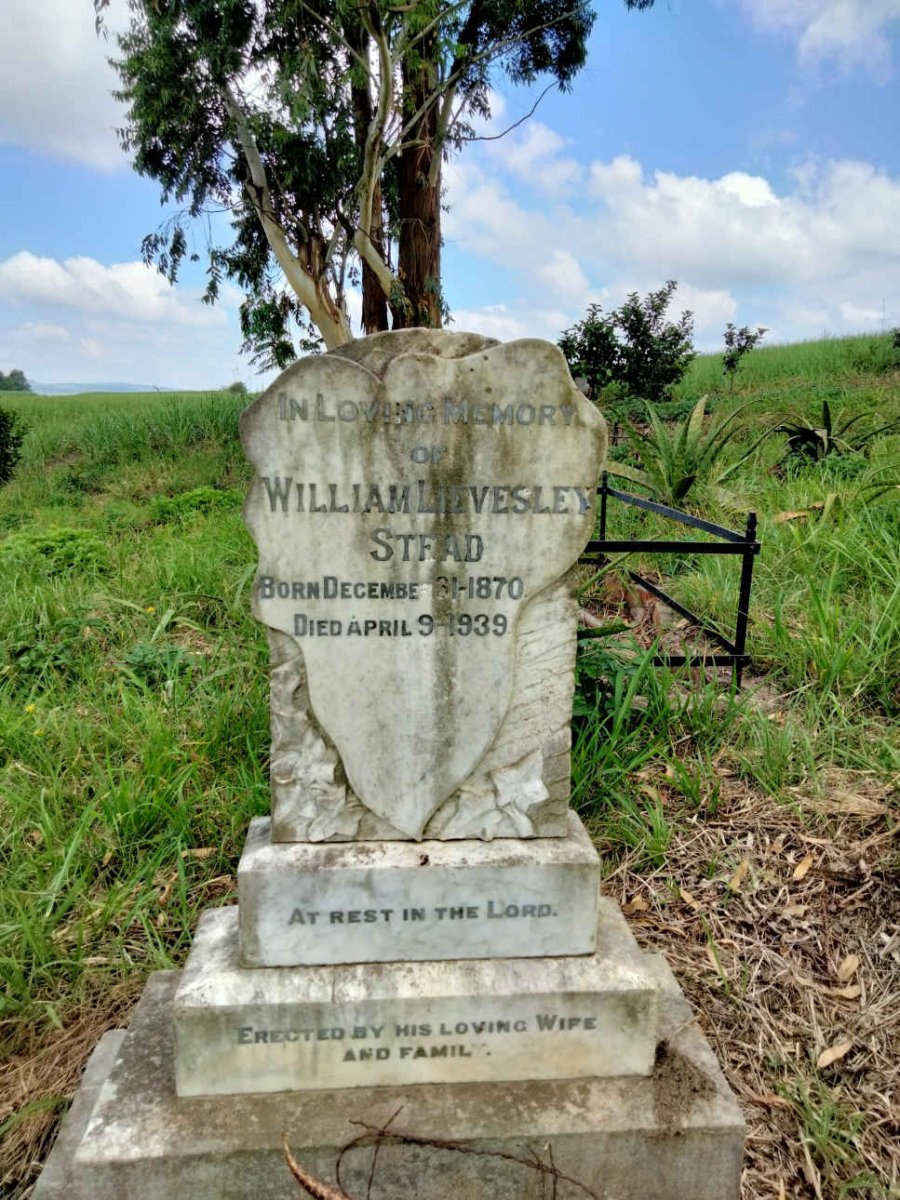 IN LOVING MEMORY
OF
WILLIAM LIEVESLEY
STEAD
BORN DECEMBE 31-1870.
DIED APRIL 9-1939.
AT REST IN THE LORD.
ERECTED BY HIS LOVING WIFE
AND FAMIL .